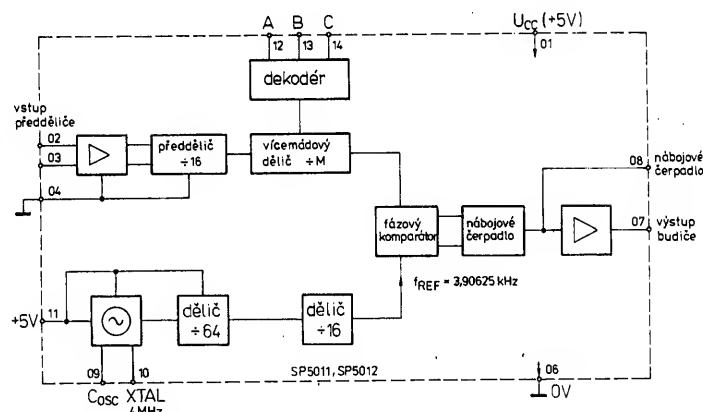 A B C
12 13 14
UCC (+5V)
01
dekodér
vstup
předděliče
02
03
04
předdělič
÷16
vícemódový
dělič ÷ M
08
nábojové
čerpadlo
fázový
komparátor
nábojové
čerpadlo
07
výstup
budiče
fREF = 3,90625 kHz
+5V
11
dělič
÷64
dělič
÷16
09
10
COSC XTAL
4MHz
SP5011, SP5012
06
0V